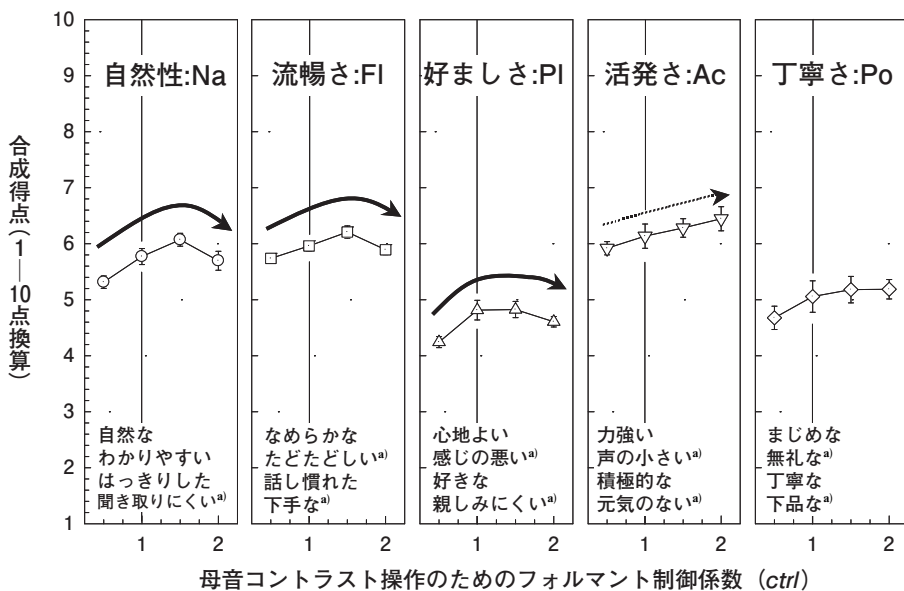 自然性:Na
流暢さ:Fl
好ましさ:Pl
活発さ:Ac
丁寧さ:Po
合成得点(1―10点換算)
10
9
8
7
6
5
4
3
2
1
自然な
わかりやすい
はっきりした
聞き取りにくいa)
なめらかな
たどたどしいa)
話し慣れた
下手なa)
心地よい
感じの悪いa)
好きな
親しみにくいa)
力強い
声の小さいa)
積極的な
元気のないa)
まじめな
無礼なa)
丁寧な
下品なa)
1 2 1 2 1 2 1 2 1 2
母音コントラスト操作のためのフォルマント制御係数 (ctrl)